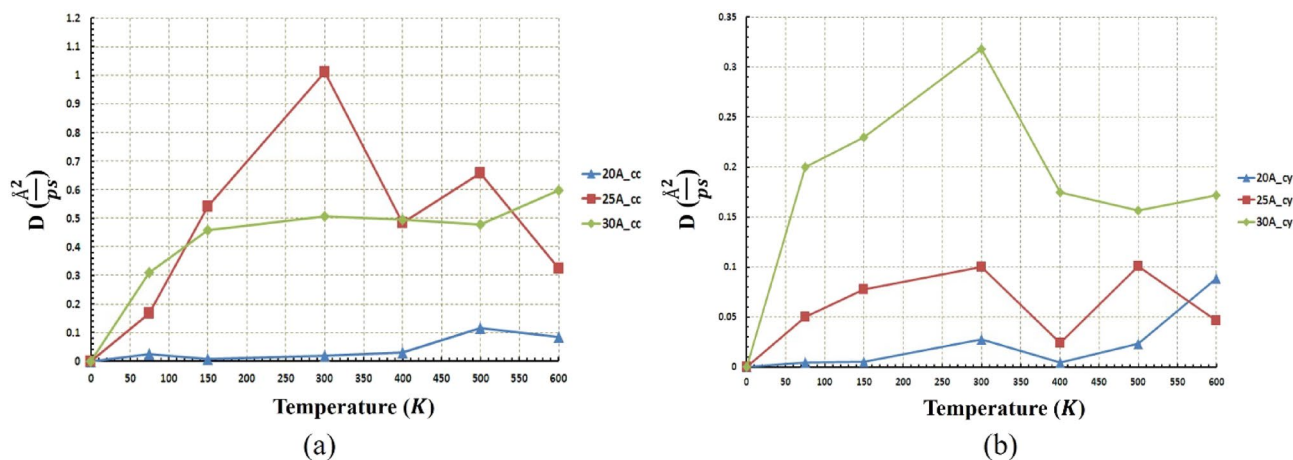 1.2
1.1
1
0.9
0.8
0.7
0.6
0.5
0.4
0.3
0.2
0.1
0
D (Å²/ps)
0 50 100 150 200 250 300 350 400 450 500 550 600
Temperature (K)
20A_cc
25A_cc
30A_cc
(a)
0.35
0.3
0.25
0.2
0.15
0.1
0.05
0
D (Å²/ps)
0 50 100 150 200 250 300 350 400 450 500 550 600
Temperature (K)
20A_cy
25A_cy
30A_cy
(b)